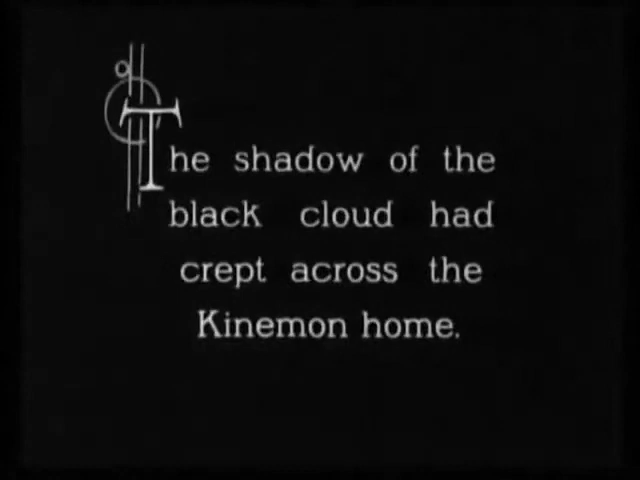 The shadow of the
black cloud had
crept across the
Kinemon home.